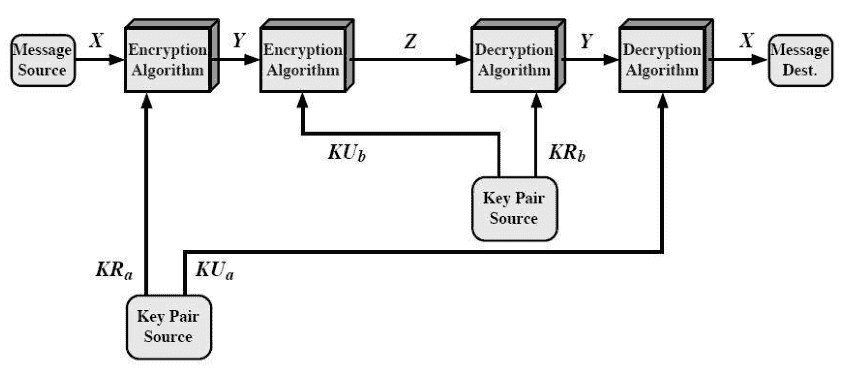 Message
Source
X
Encryption
Algorithm
Y
Encryption
Algorithm
Z
Decryption
Algorithm
Y
Decryption
Algorithm
X
Message
Dest.
KUb
KRb
Key Pair
Source
KRa
KUa
Key Pair
Source